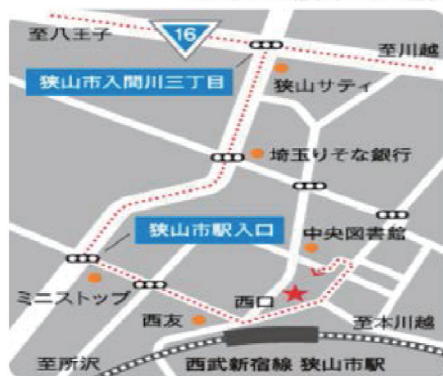 至八王子
16
至川越
狭山市入間川三丁目
狭山サティ
埼玉りそな銀行
狭山市駅入口
中央図書館
ミニストップ
西口
西友
至本川越
至所沢
西武新宿線 狭山市駅